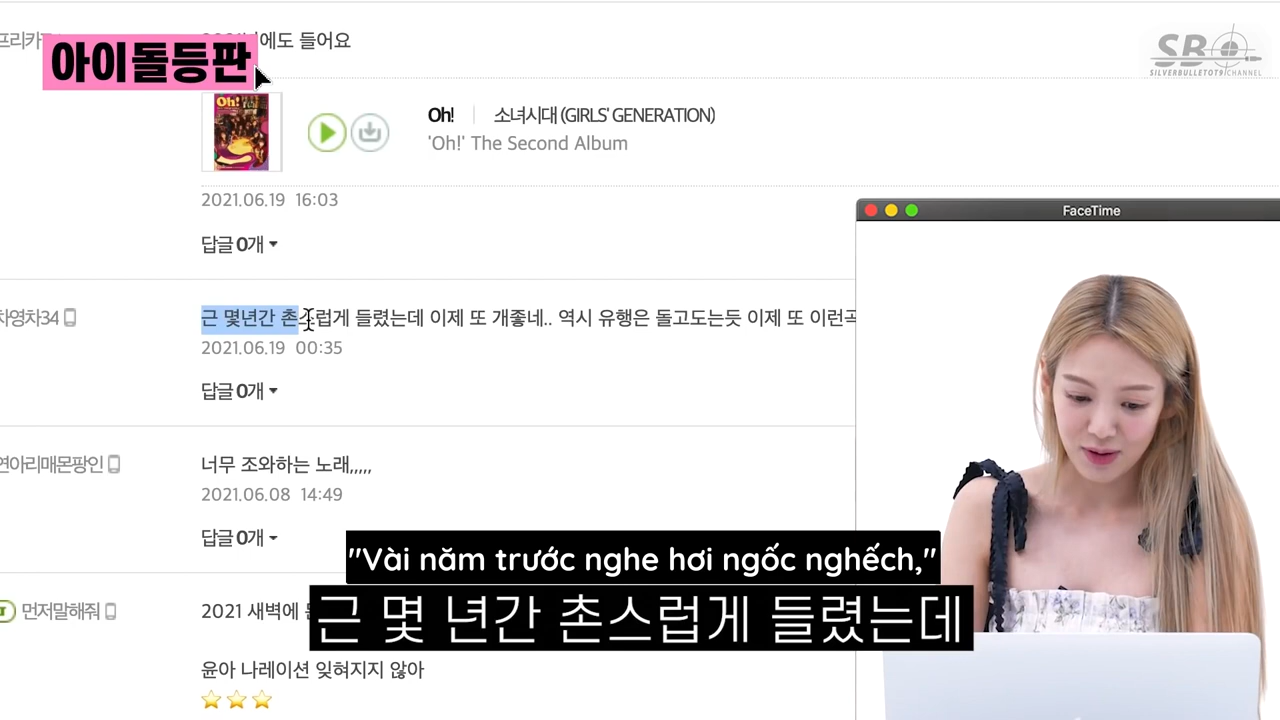 프리카
에도 들어요
아이돌등판
SB
SILVERBULLETOT9 CHANNEL
Oh!
Oh! 소녀시대 (GIRLS' GENERATION)
'Oh!' The Second Album
2021.06.19 16:03
답글 0개
FaceTime
차영차34
근 몇년간 촌스럽게 들렸는데 이제 또 개좋네.. 역시 유행은 돌고도는듯 이제 또 이런곡
2021.06.19 00:35
답글 0개
연아리매몬팡인
너무 조와하는 노래,,,,,
2021.06.08 14:49
답글 0개
"Vài năm trước nghe hơi ngốc nghếch,"
근 몇 년간 촌스럽게 들렸는데
먼저말해줘
2021 새벽에
윤아 나레이션 잊혀지지 않아